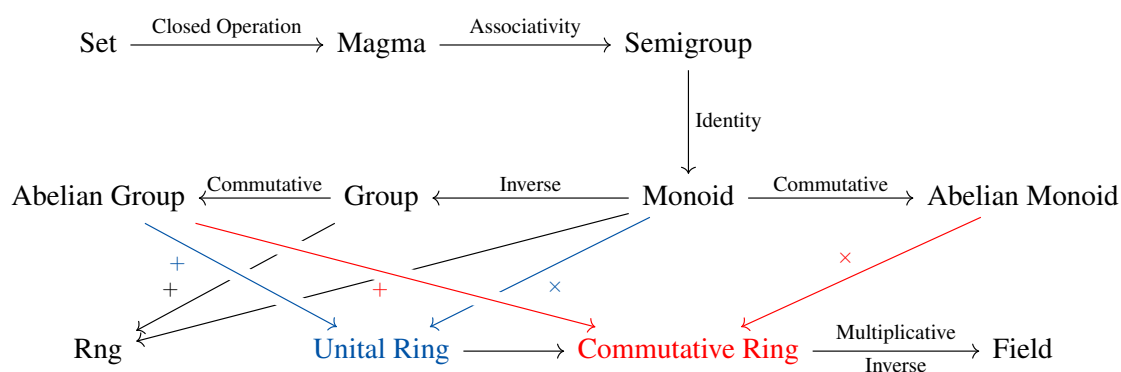 Closed Operation
Associativity
Set
Magma
Semigroup
Identity
Commutative
Inverse
Commutative
Abelian Group
Group
Monoid
Abelian Monoid
+
+
+
×
×
Multiplicative
Rng
Unital Ring
Commutative Ring
Field
Inverse